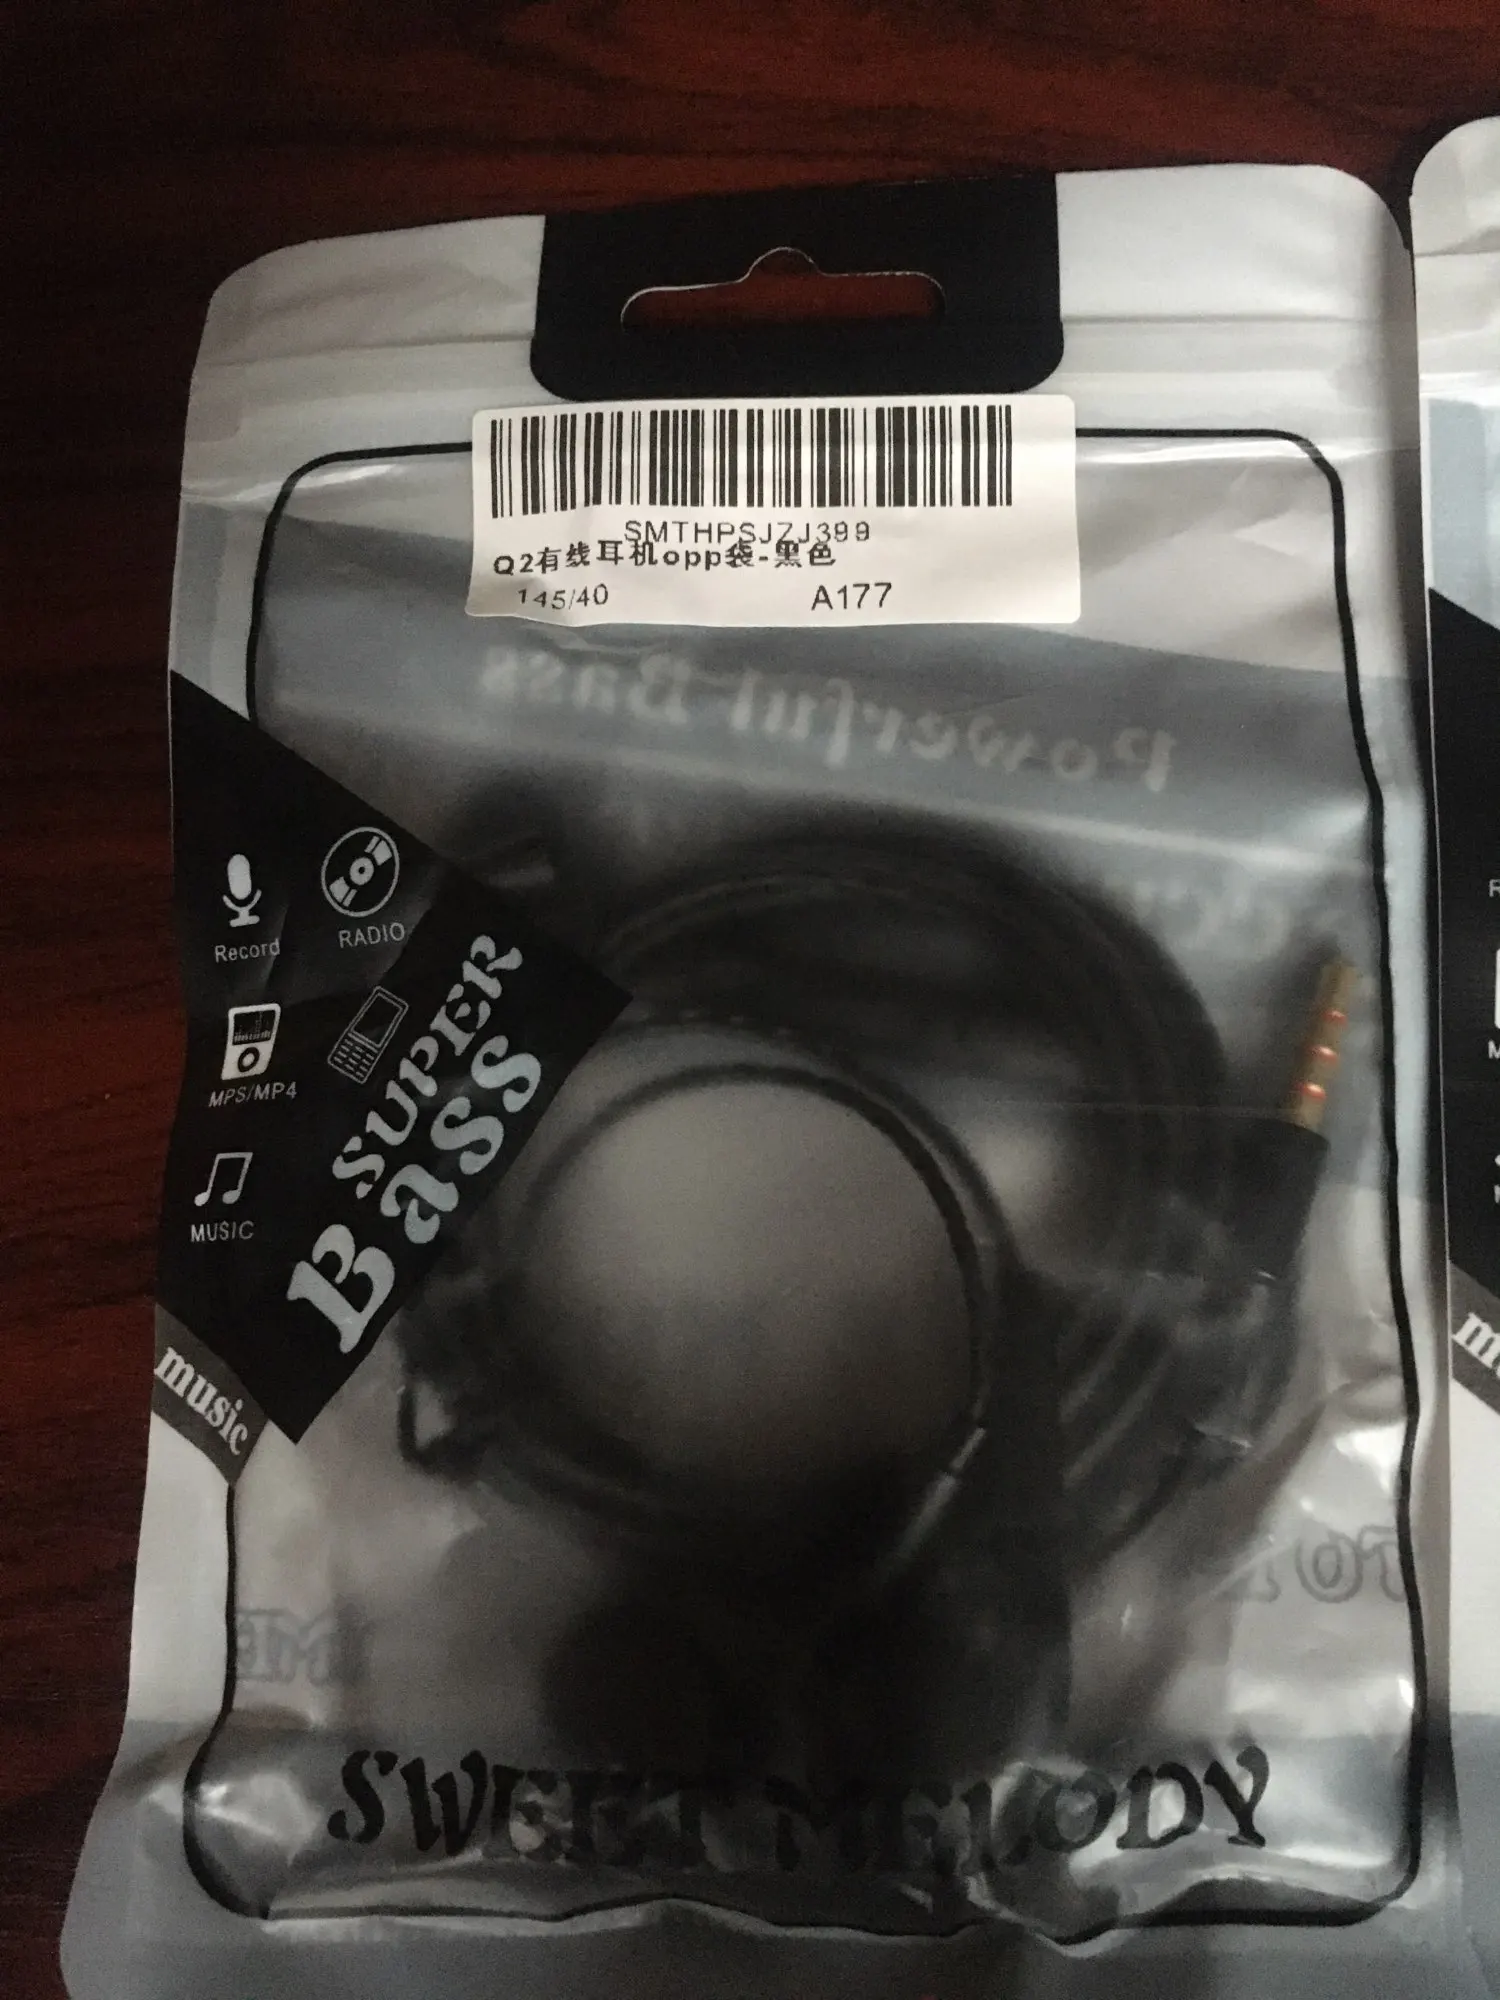 SMTHPSJZJ399
Q2有线耳机opp袋-黑色
145/40 A177
Powerful Bass
Record
RADIO
MPS/MP4
MUSIC
SUPER
Bass
music
SWEET MELODY